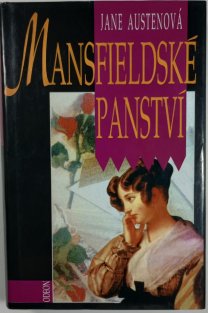 JANE AUSTENOVÁ
MANSFIELDSKÉ
PANSTVÍ
ODEON